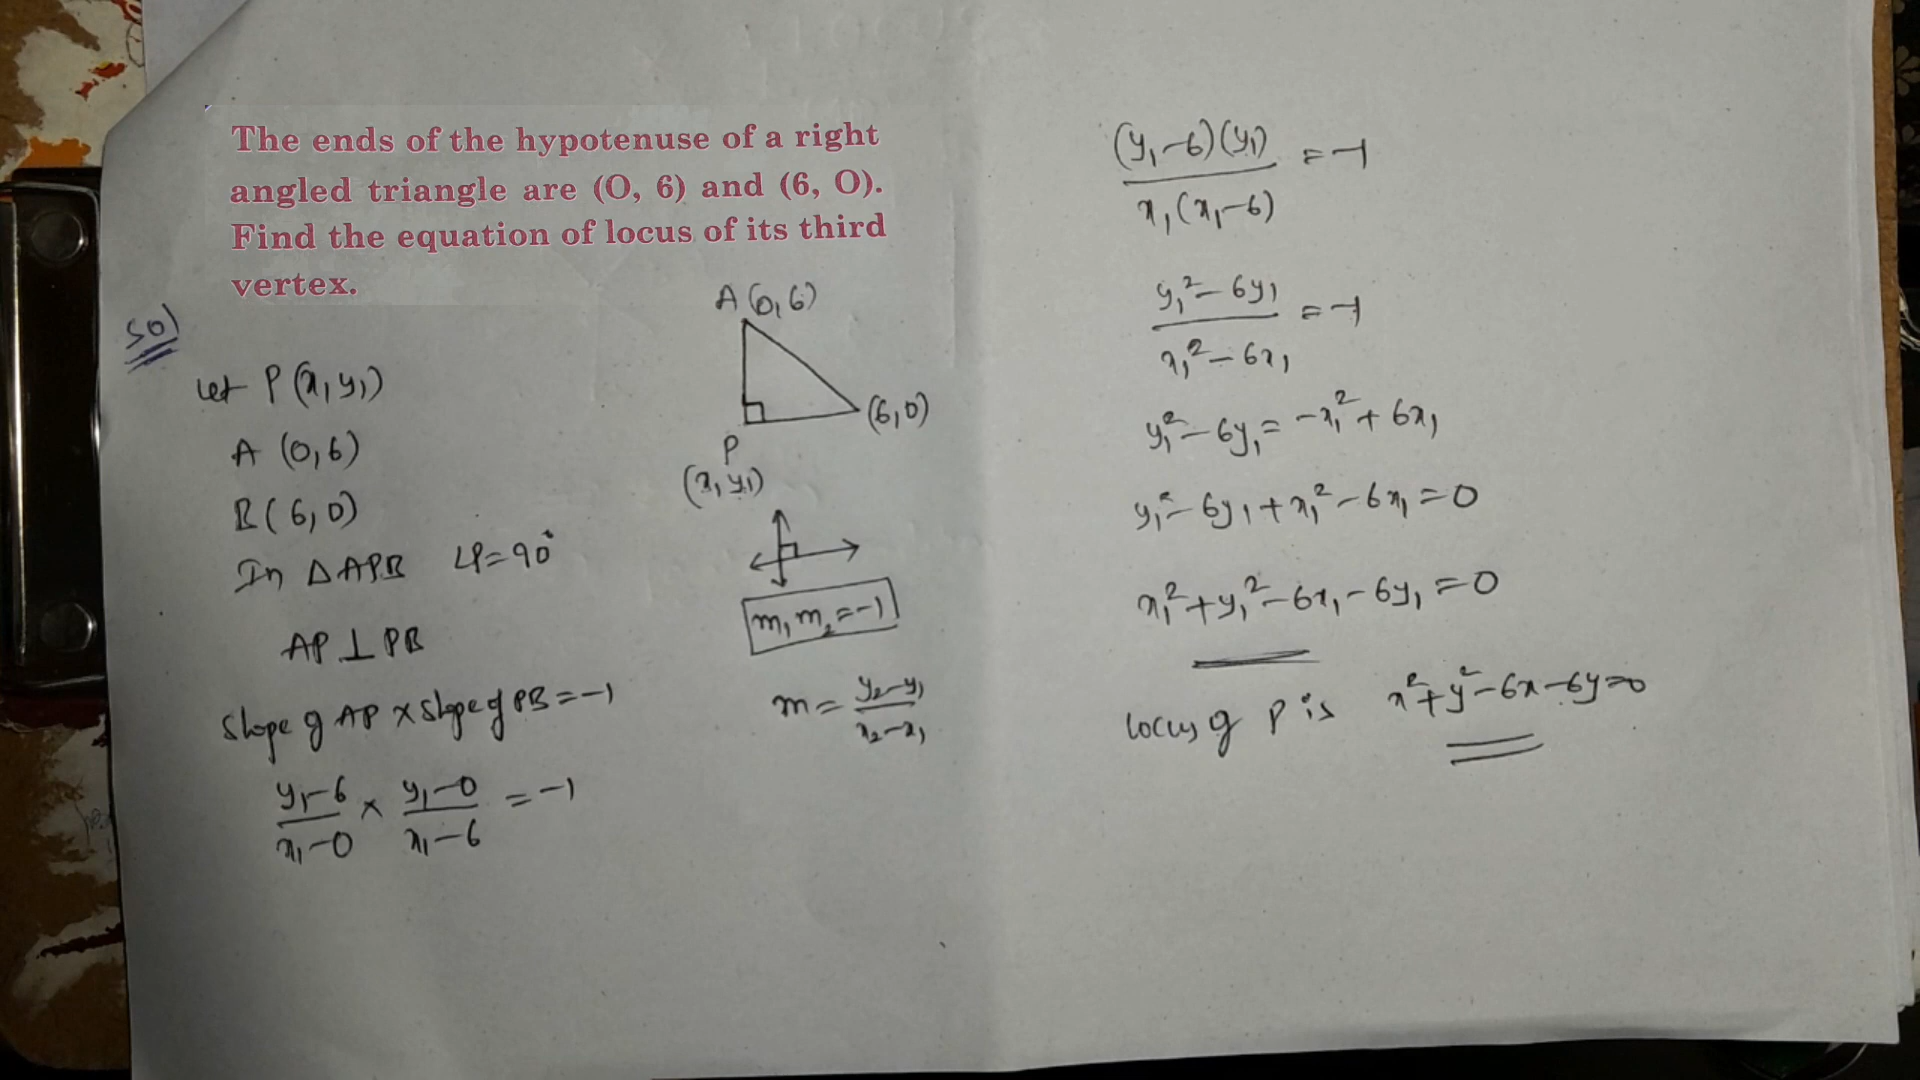 The ends of the hypotenuse of a right
angled triangle are (O, 6) and (6, O).
Find the equation of locus of its third
vertex.
Sol
Let P (x₁, y₁)
A (0, 6)
B (6, 0)
In ΔAPB ∠P = 90°
AP ⊥ PB
Slope of AP × slope of PB = -1
(y₁-6)/(x₁-0) × (y₁-0)/(x₁-6) = -1
A (0, 6)
(6, 0)
P
(x₁, y₁)
m₁m₂ = -1
m = (y₂-y₁)/(x₂-x₁)
(y₁-6)(y₁)/x₁(x₁-6) = -1
(y₁²-6y₁)/(x₁²-6x₁) = -1
y₁²-6y₁ = -x₁²+6x₁
y₁²-6y₁+x₁²-6x₁ = 0
x₁²+y₁²-6x₁-6y₁ = 0
locus of P is x²+y²-6x-6y=0